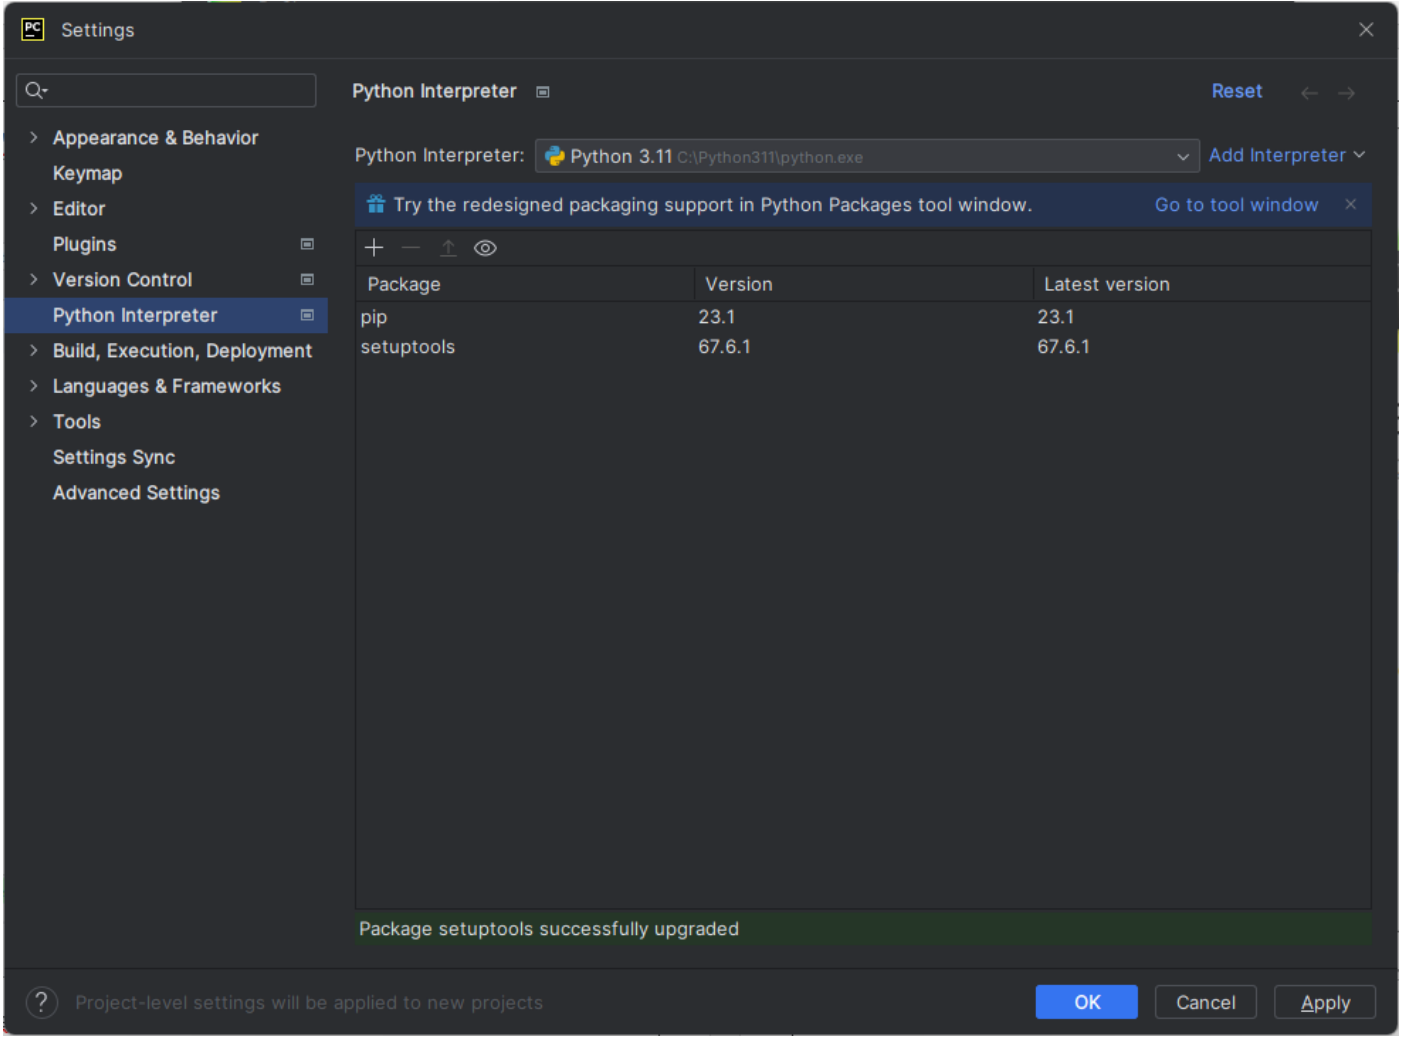 PC Settings
Python Interpreter Reset
Appearance & Behavior
Keymap
Editor
Plugins
Version Control
Python Interpreter
Build, Execution, Deployment
Languages & Frameworks
Tools
Settings Sync
Advanced Settings
Python Interpreter: Python 3.11 C:\Python311\python.exe Add Interpreter
Try the redesigned packaging support in Python Packages tool window. Go to tool window
Package Version Latest version
pip 23.1 23.1
setuptools 67.6.1 67.6.1
Package setuptools successfully upgraded
? Project-level settings will be applied to new projects
OK Cancel Apply